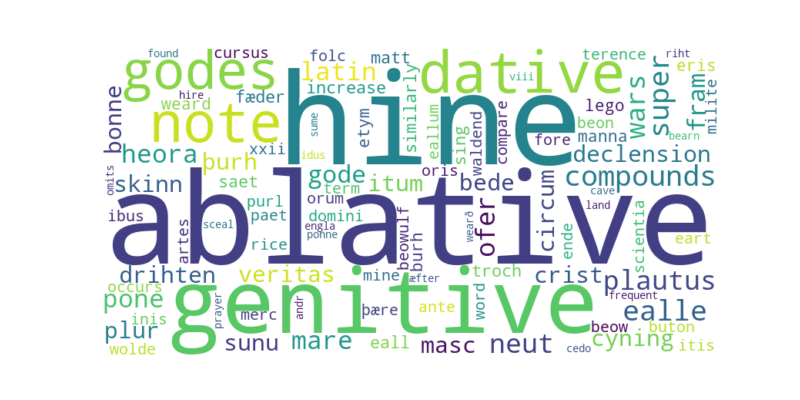 found
cursus
folc
matt
terence
riht
godes
latin
dative
viii
super
eris
hire
fæder
increase
similarly
wars
fram
milite
weard
note
hine
etym
eallum
sing
waldend
compare
lego
beon
bonne
sume
fore
manna
bearn
xxii
heora
þurh
idus
gode
itum
oris
bede
declension
compounds
omits
skinn
saet
term
orum
ofer
circum
cave
land
ibus
purl
domini
ablative
artes
sceal
paet
engla
þonne
beowulf
burh
wearð
ende
scientia
eart
rice
drihten
veritas
mine
æfter
troch
crist
plautus
occurs
pone
genitive
word
frequent
inis
prayer
merc
andr
þære
ante
ealle
plur
beow
buton
wolde
sunu
mare
eall
masc
neut
cedo
cyning
itis